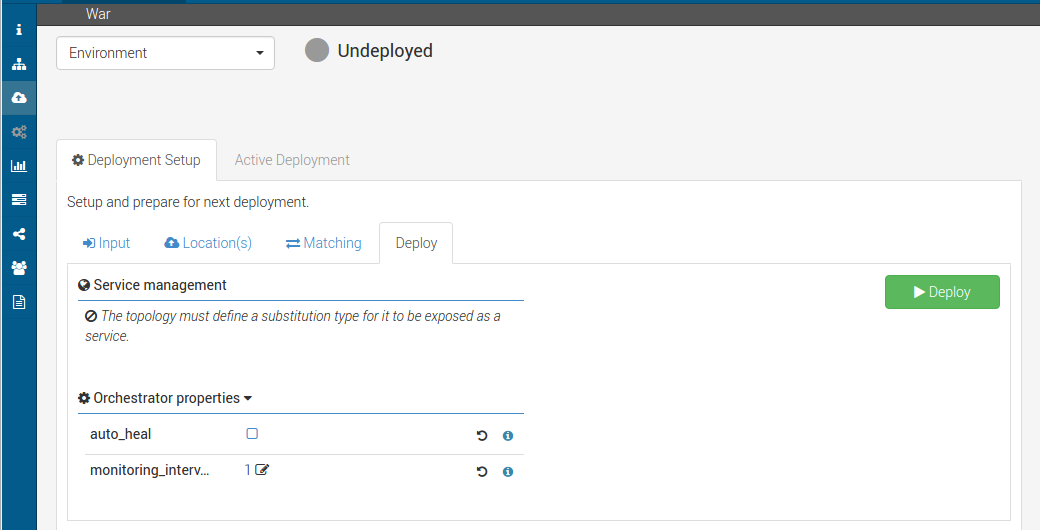 War
Environment
Undeployed
Deployment Setup
Active Deployment
Setup and prepare for next deployment.
Input
Location(s)
Matching
Deploy
Service management
Deploy
The topology must define a substitution type for it to be exposed as a
service.
Orchestrator properties
auto_heal
monitoring_interv...
1